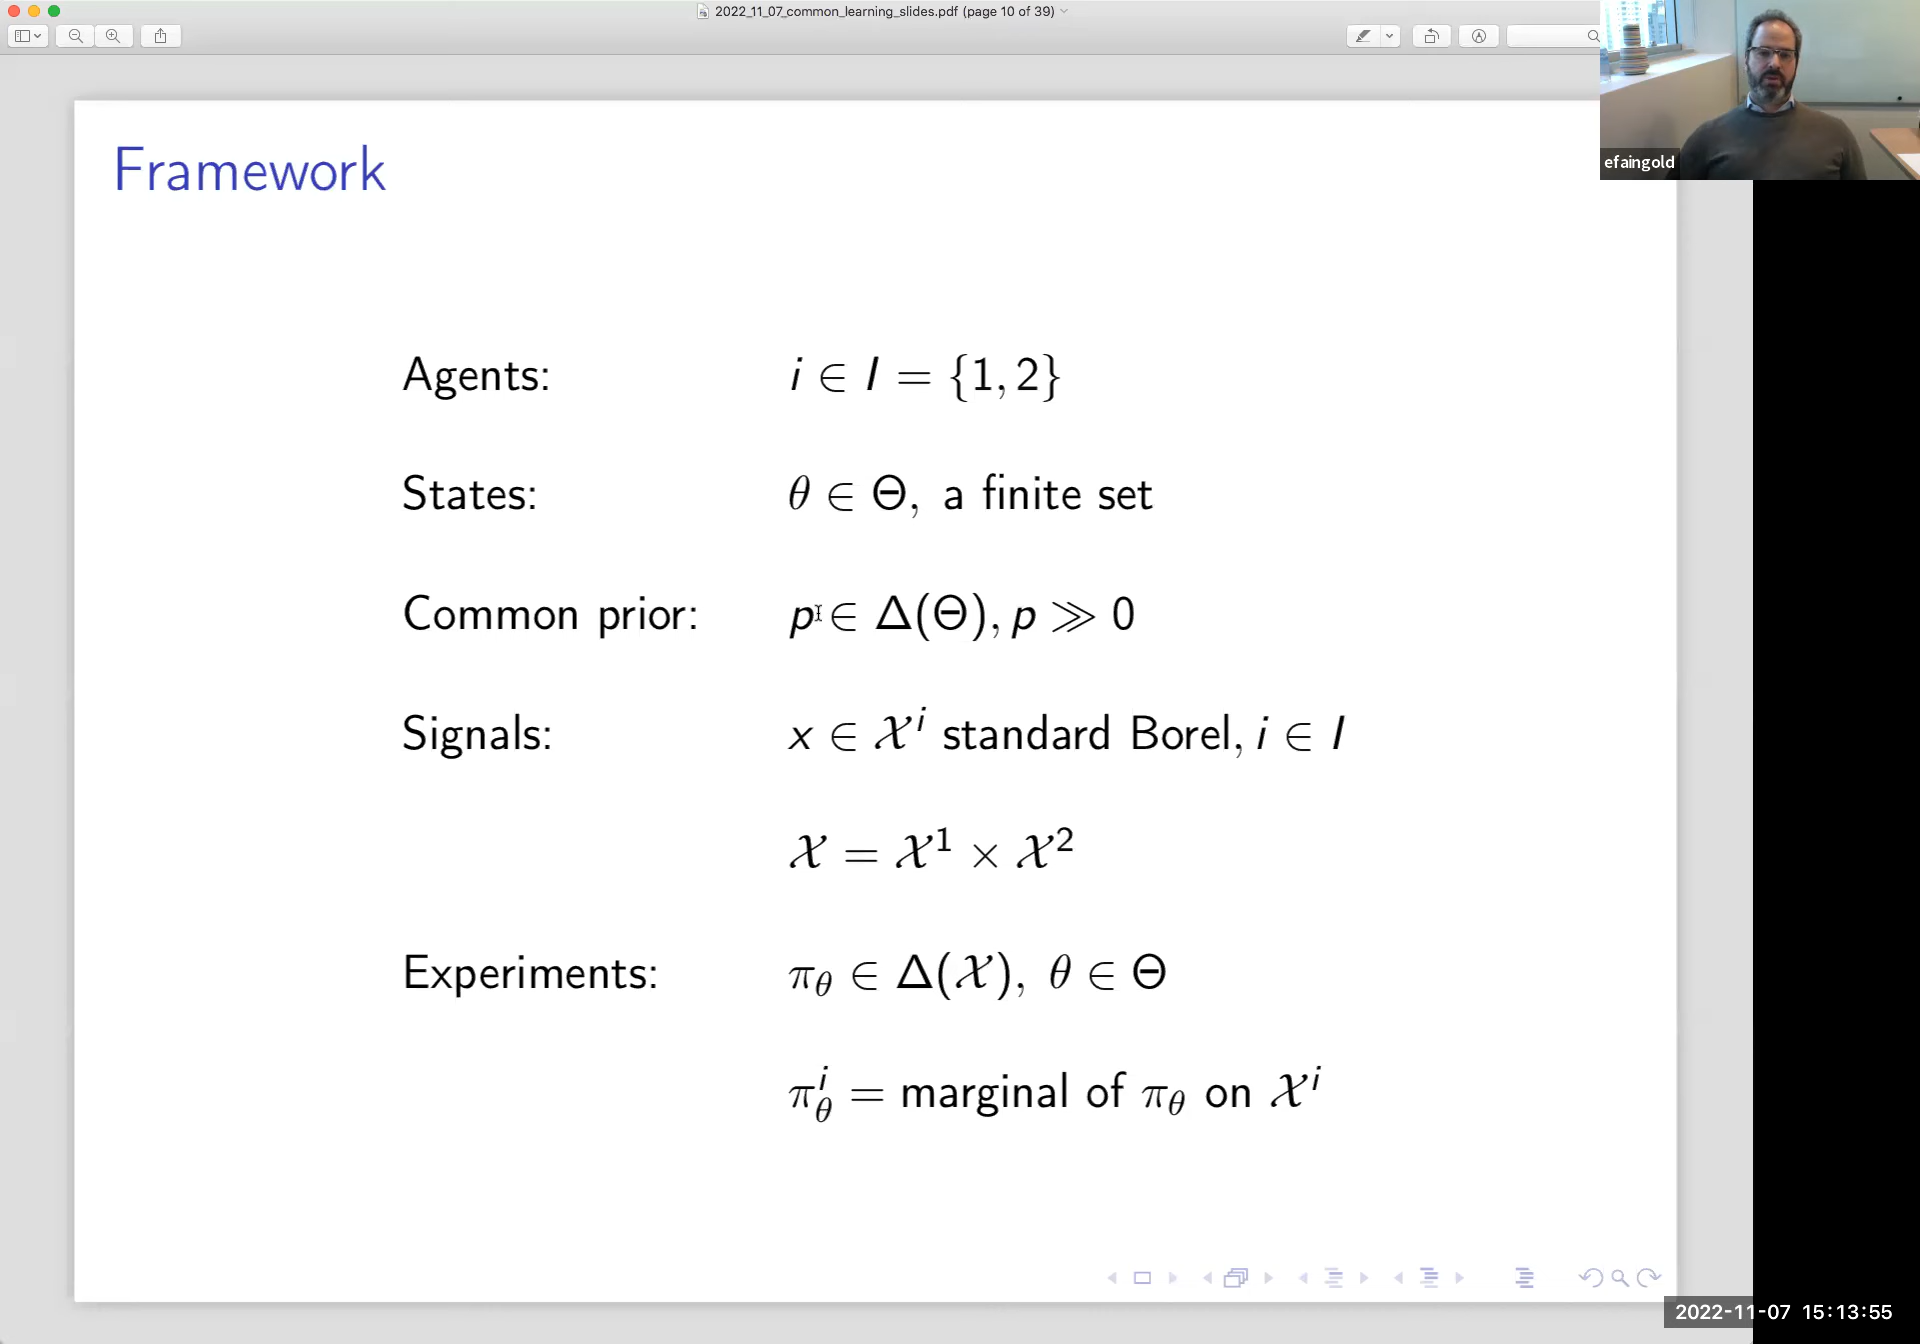 2022_11_07_common_learning_slides.pdf (page 10 of 39)
efaingold
Framework
Agents: i ∈ I = {1, 2}
States: θ ∈ Θ, a finite set
Common prior: p ∈ Δ(Θ), p ≫ 0
Signals: x ∈ 𝒳^i standard Borel, i ∈ I
𝒳 = 𝒳^1 × 𝒳^2
Experiments: π_θ ∈ Δ(𝒳), θ ∈ Θ
π_θ^i = marginal of π_θ on 𝒳^i
2022-11-07 15:13:55